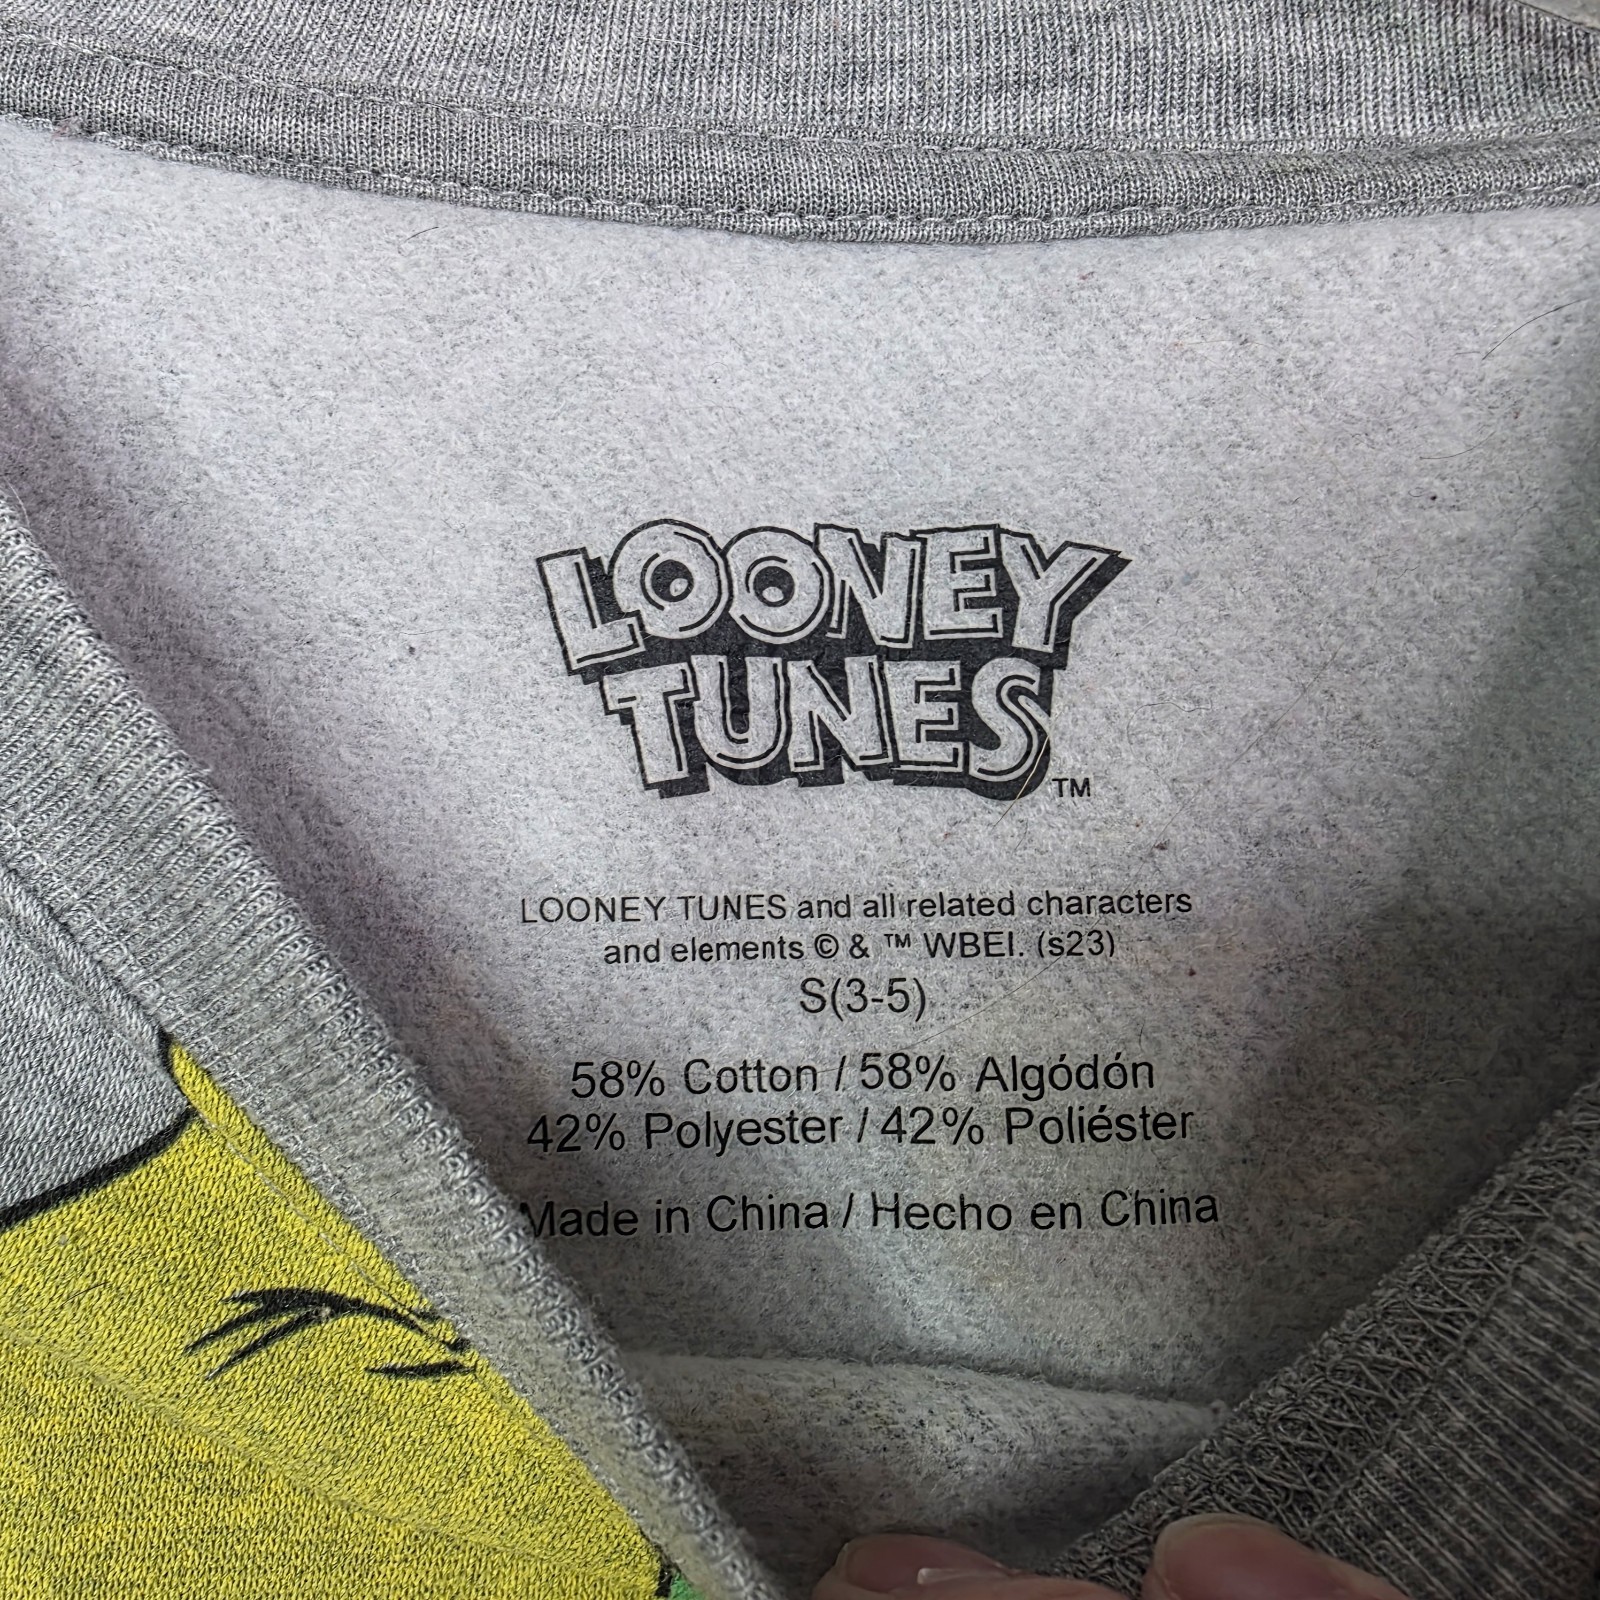 LOONEY
TUNES
™
LOONEY TUNES and all related characters
and elements © & ™ WBEI. (s23)
S(3-5)
58% Cotton / 58% Algódón
42% Polyester / 42% Poliéster
Made in China / Hecho en China